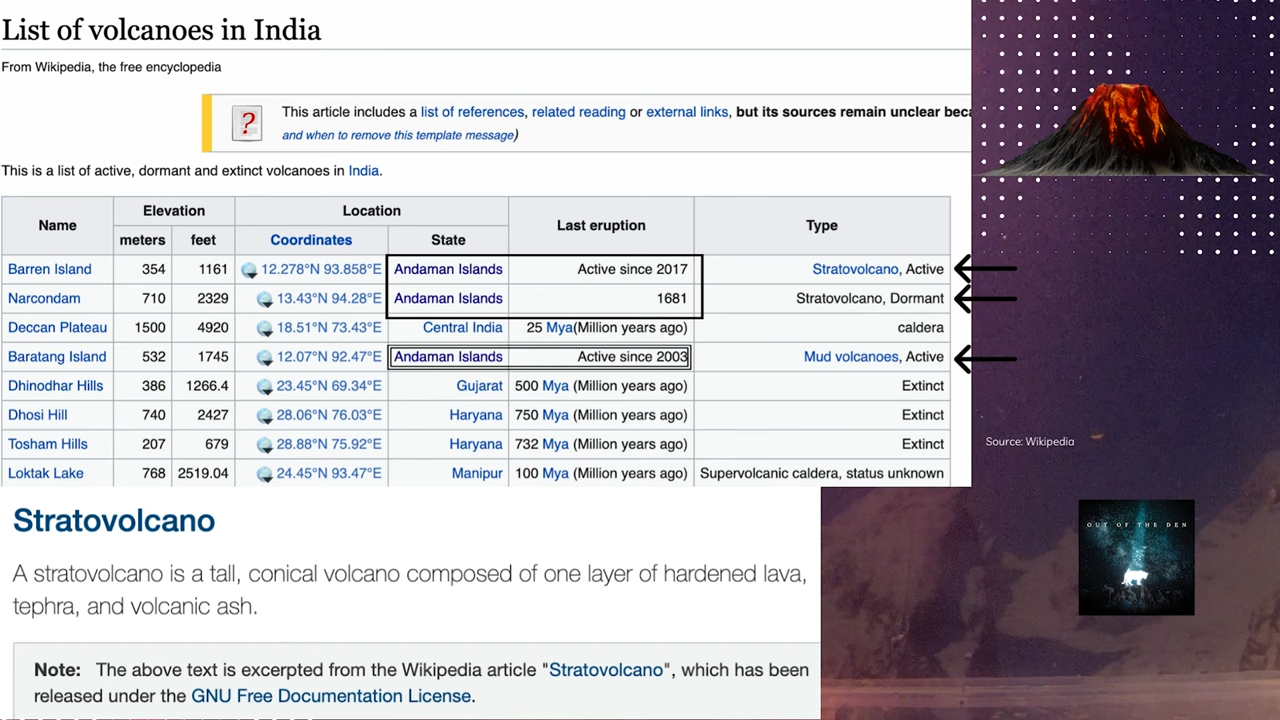 List of volcanoes in India
From Wikipedia, the free encyclopedia
This article includes a list of references, related reading or external links, but its sources remain unclear beca
and when to remove this template message)
This is a list of active, dormant and extinct volcanoes in India.
Name Elevation Location Last eruption Type
meters feet Coordinates State
Barren Island 354 1161 12.278°N 93.858°E Andaman Islands Active since 2017 Stratovolcano, Active
Narcondam 710 2329 13.43°N 94.28°E Andaman Islands 1681 Stratovolcano, Dormant
Deccan Plateau 1500 4920 18.51°N 73.43°E Central India 25 Mya(Million years ago) caldera
Baratang Island 532 1745 12.07°N 92.47°E Andaman Islands Active since 2003 Mud volcanoes, Active
Dhinodhar Hills 386 1266.4 23.45°N 69.34°E Gujarat 500 Mya (Million years ago) Extinct
Dhosi Hill 740 2427 28.06°N 76.03°E Haryana 750 Mya (Million years ago) Extinct
Tosham Hills 207 679 28.88°N 75.92°E Haryana 732 Mya (Million years ago) Extinct
Loktak Lake 768 2519.04 24.45°N 93.47°E Manipur 100 Mya (Million years ago) Supervolcanic caldera, status unknown
Source: Wikipedia
Stratovolcano
A stratovolcano is a tall, conical volcano composed of one layer of hardened lava,
tephra, and volcanic ash.
Note: The above text is excerpted from the Wikipedia article "Stratovolcano", which has been
released under the GNU Free Documentation License.
OUT OF THE DEN